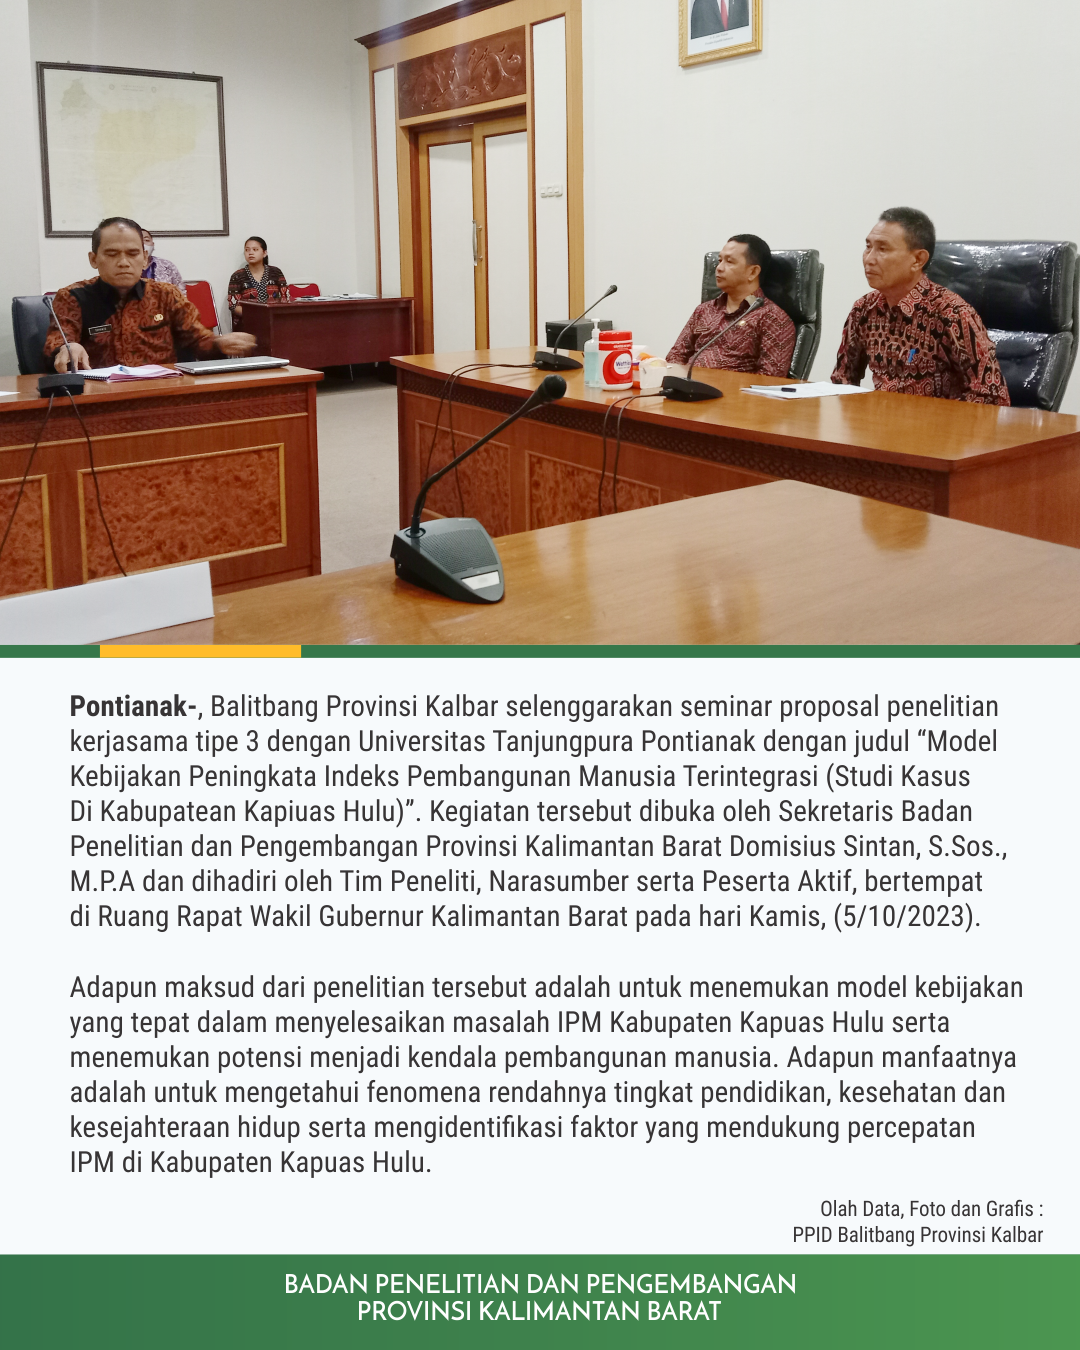 Pontianak-, Balitbang Provinsi Kalbar selenggarakan seminar proposal penelitian
kerjasama tipe 3 dengan Universitas Tanjungpura Pontianak dengan judul “Model
Kebijakan Peningkata Indeks Pembangunan Manusia Terintegrasi (Studi Kasus
Di Kabupatean Kapiuas Hulu)”. Kegiatan tersebut dibuka oleh Sekretaris Badan
Penelitian dan Pengembangan Provinsi Kalimantan Barat Domisius Sintan, S.Sos.,
M.P.A dan dihadiri oleh Tim Peneliti, Narasumber serta Peserta Aktif, bertempat
di Ruang Rapat Wakil Gubernur Kalimantan Barat pada hari Kamis, (5/10/2023).
Adapun maksud dari penelitian tersebut adalah untuk menemukan model kebijakan
yang tepat dalam menyelesaikan masalah IPM Kabupaten Kapuas Hulu serta
menemukan potensi menjadi kendala pembangunan manusia. Adapun manfaatnya
adalah untuk mengetahui fenomena rendahnya tingkat pendidikan, kesehatan dan
kesejahteraan hidup serta mengidentifikasi faktor yang mendukung percepatan
IPM di Kabupaten Kapuas Hulu.
Olah Data, Foto dan Grafis :
PPID Balitbang Provinsi Kalbar
BADAN PENELITIAN DAN PENGEMBANGAN
PROVINSI KALIMANTAN BARAT